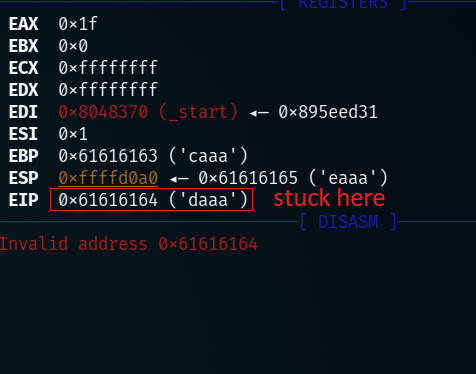 [ REGISTERS ]
EAX 0×1f
EBX 0×0
ECX 0×ffffffff
EDX 0×ffffffff
EDI 0×8048370 (_start) ◂— 0×895eed31
ESI 0×1
EBP 0×61616163 ('caaa')
ESP 0×ffffd0a0 ◂— 0×61616165 ('eaaa')
EIP 0×61616164 ('daaa') stuck here
[ DISASM ]
Invalid address 0×61616164